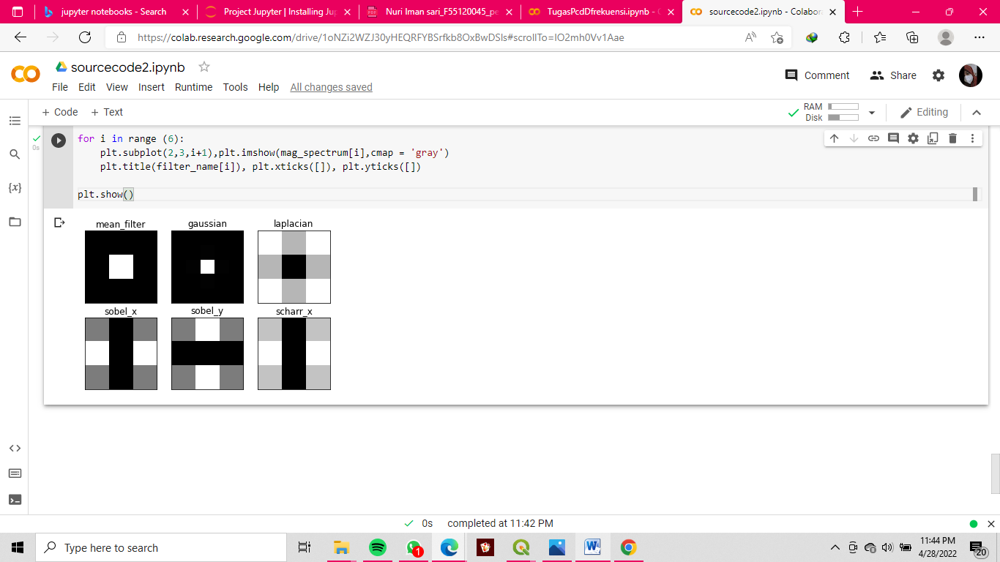 jupyter notebooks - Search
Project Jupyter | Installing Jup
Nuri Iman sari_F55120045_pe
TugasPcdDfrekuensi.ipynb - C
sourcecode2.ipynb - Colabora
https://colab.research.google.com/drive/1oNZi2WZJ30yHEQRFYBSrfkb8OxBwDSls#scrollTo=IO2mh0Vv1Aae
sourcecode2.ipynb
File Edit View Insert Runtime Tools Help All changes saved
Comment
Share
+ Code + Text
RAM
Disk
Editing
0s
for i in range (6):
    plt.subplot(2,3,i+1),plt.imshow(mag_spectrum[i],cmap = 'gray')
    plt.title(filter_name[i]), plt.xticks([]), plt.yticks([])
plt.show()
{x}
mean_filter gaussian laplacian
sobel_x sobel_y scharr_x
0s completed at 11:42 PM
Type here to search
1
11:44 PM
4/28/2022
20